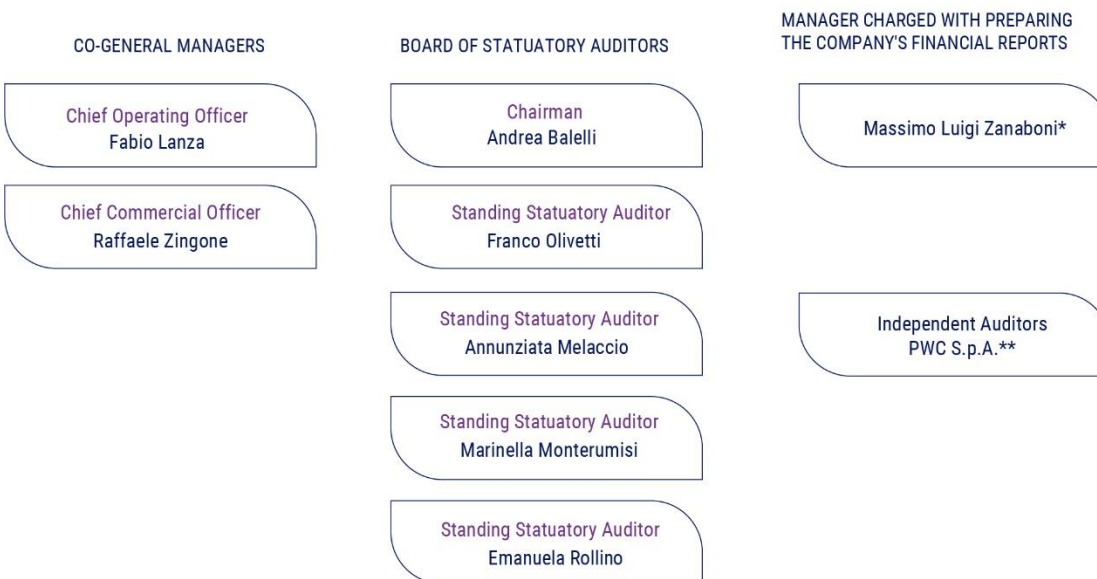 CO-GENERAL MANAGERS
Chief Operating Officer
Fabio Lanza
Chief Commercial Officer
Raffaele Zingone
BOARD OF STATUATORY AUDITORS
Chairman
Andrea Balelli
Standing Statuatory Auditor
Franco Olivetti
Standing Statuatory Auditor
Annunziata Melaccio
Standing Statuatory Auditor
Marinella Monterumisi
Standing Statuatory Auditor
Emanuela Rollino
MANAGER CHARGED WITH PREPARING
THE COMPANY'S FINANCIAL REPORTS
Massimo Luigi Zanaboni*
Independent Auditors
PWC S.p.A.**